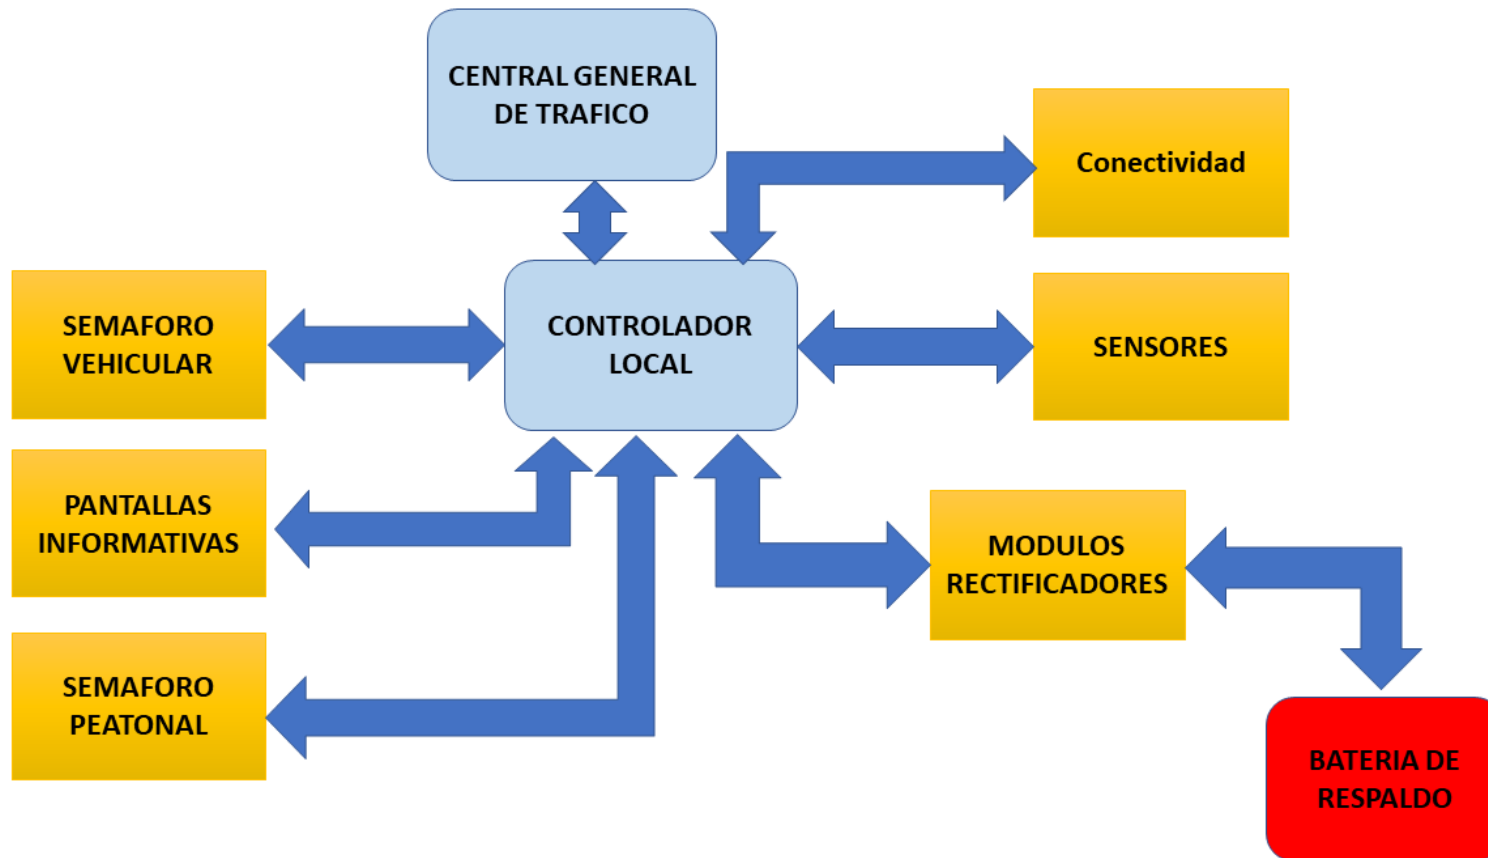 CENTRAL GENERAL
DE TRAFICO
Conectividad
SEMAFORO
VEHICULAR
CONTROLADOR
LOCAL
SENSORES
PANTALLAS
INFORMATIVAS
MODULOS
RECTIFICADORES
SEMAFORO
PEATONAL
BATERIA DE
RESPALDO